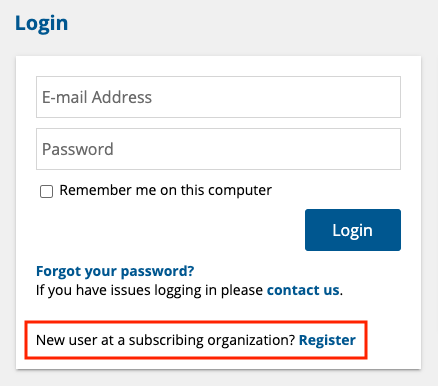 Login
E-mail Address
Password
Remember me on this computer
Login
Forgot your password?
If you have issues logging in please contact us.
New user at a subscribing organization? Register